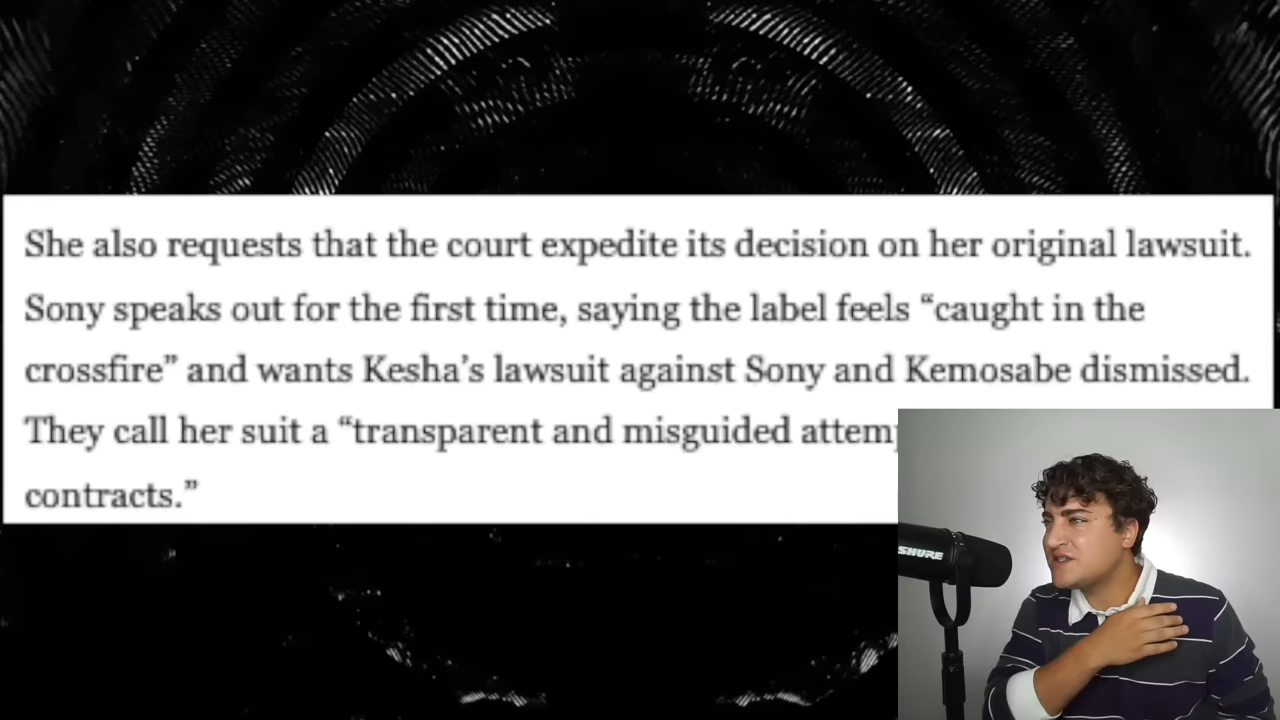 She also requests that the court expedite its decision on her original lawsuit.
Sony speaks out for the first time, saying the label feels “caught in the
crossfire” and wants Kesha’s lawsuit against Sony and Kemosabe dismissed.
They call her suit a “transparent and misguided
contracts.”
SHURE